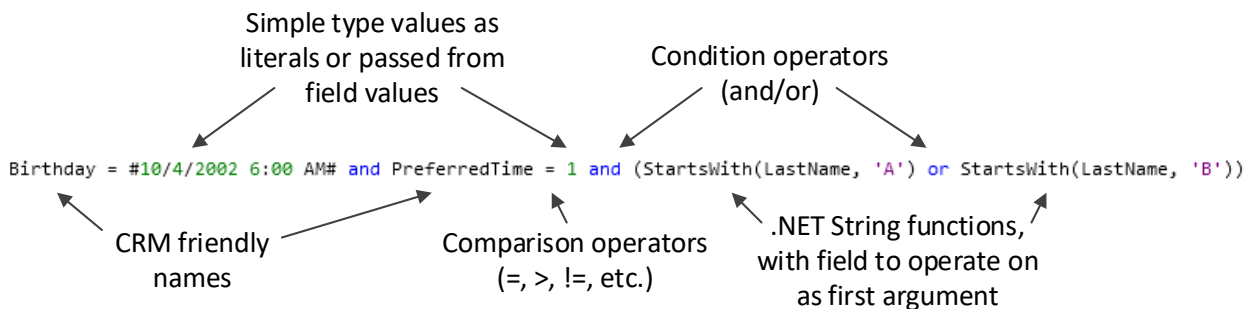 Simple type values as
literals or passed from
field values
Condition operators
(and/or)
Birthday = #10/4/2002 6:00 AM# and PreferredTime = 1 and (StartsWith(LastName, 'A') or StartsWith(LastName, 'B'))
CRM friendly
names
Comparison operators
(=, >, !=, etc.)
.NET String functions,
with field to operate on
as first argument